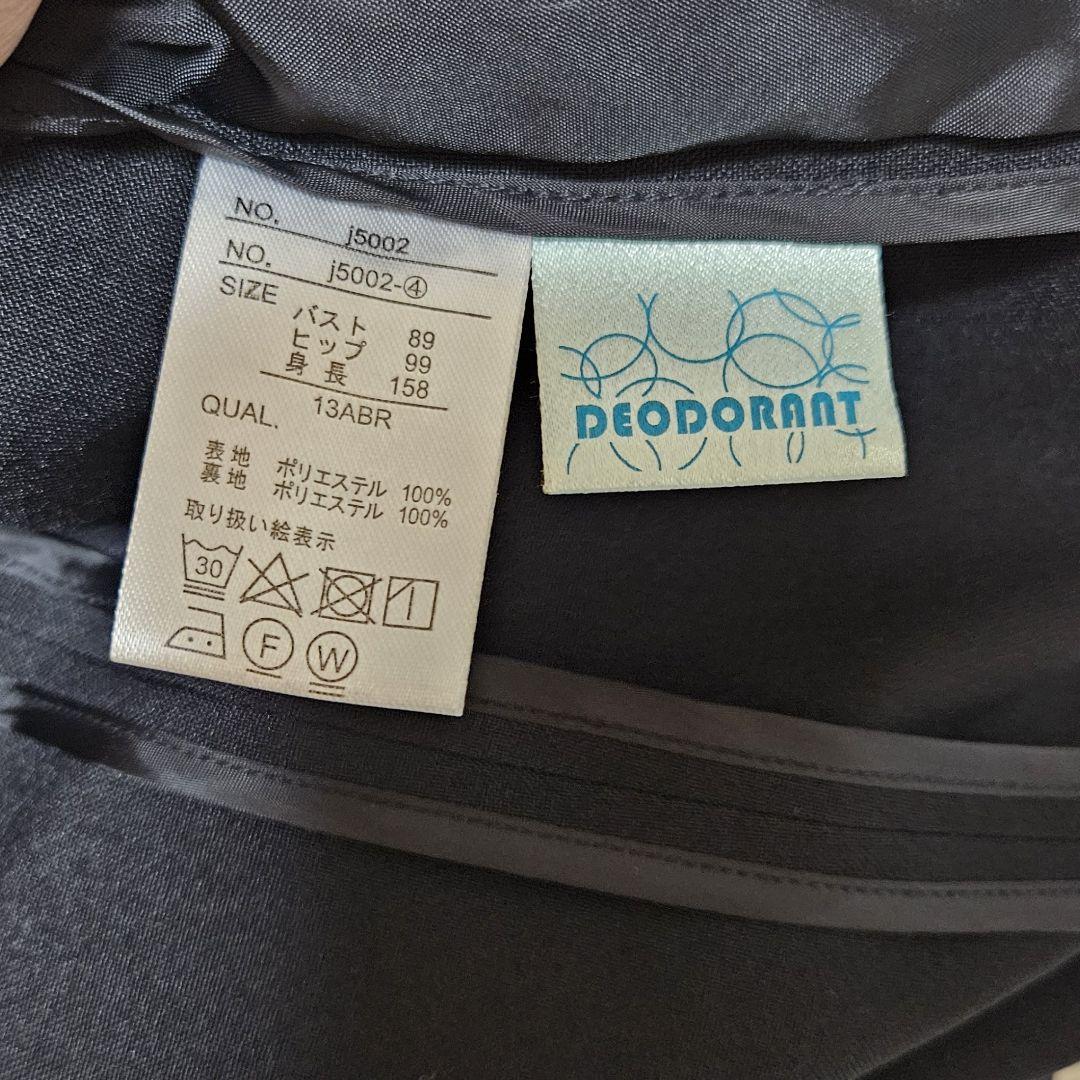 NO. j5002
NO. j5002-④
SIZE
バスト 89
ヒップ 99
身長 158
QUAL. 13ABR
表地 ポリエステル 100%
裏地 ポリエステル 100%
取り扱い絵表示
30
F W
DEODORANT